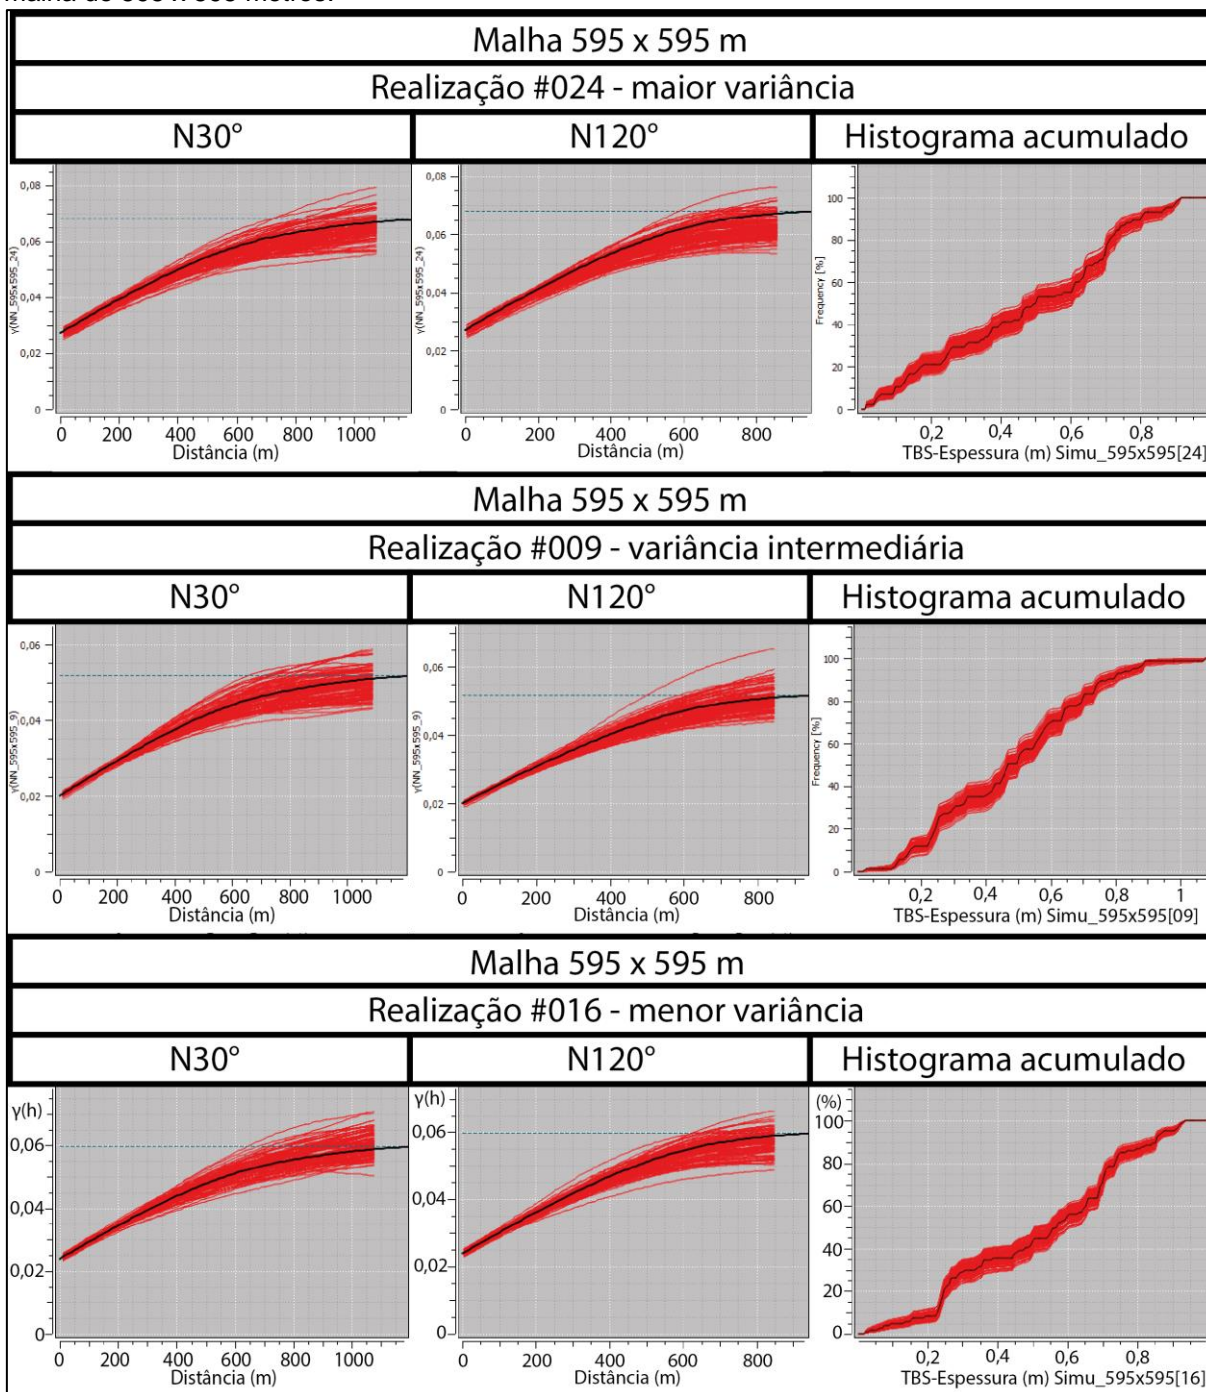 Malha 595 x 595 m
Realização #024 - maior variância
N30°
N120°
Histograma acumulado
γ(NN_595x595_24)
0,08
0,06
0,04
0,02
0
0 200 400 600 800 1000
Distância (m)
γ(NN_595x595_24)
0,08
0,06
0,04
0,02
0
0 200 400 600 800
Distância (m)
Frequency [%]
100
80
60
40
20
0
0,2 0,4 0,6 0,8
TBS-Espessura (m) Simu_595x595[24]
Malha 595 x 595 m
Realização #009 - variância intermediária
N30°
N120°
Histograma acumulado
γ(NN_595x595_9)
0,06
0,04
0,02
0
0 200 400 600 800 1000
Distância (m)
γ(NN_595x595_9)
0,06
0,04
0,02
0
0 200 400 600 800
Distância (m)
Frequency [%]
100
80
60
40
20
0
0,2 0,4 0,6 0,8 1
TBS-Espessura (m) Simu_595x595[09]
Malha 595 x 595 m
Realização #016 - menor variância
N30°
N120°
Histograma acumulado
γ(h)
0,06
0,04
0,02
0
0 200 400 600 800 1000
Distância (m)
γ(h)
0,06
0,04
0,02
0
0 200 400 600 800
Distância (m)
(%)
100
80
60
40
20
0
0,2 0,4 0,6 0,8
TBS-Espessura (m) Simu_595x595[16]